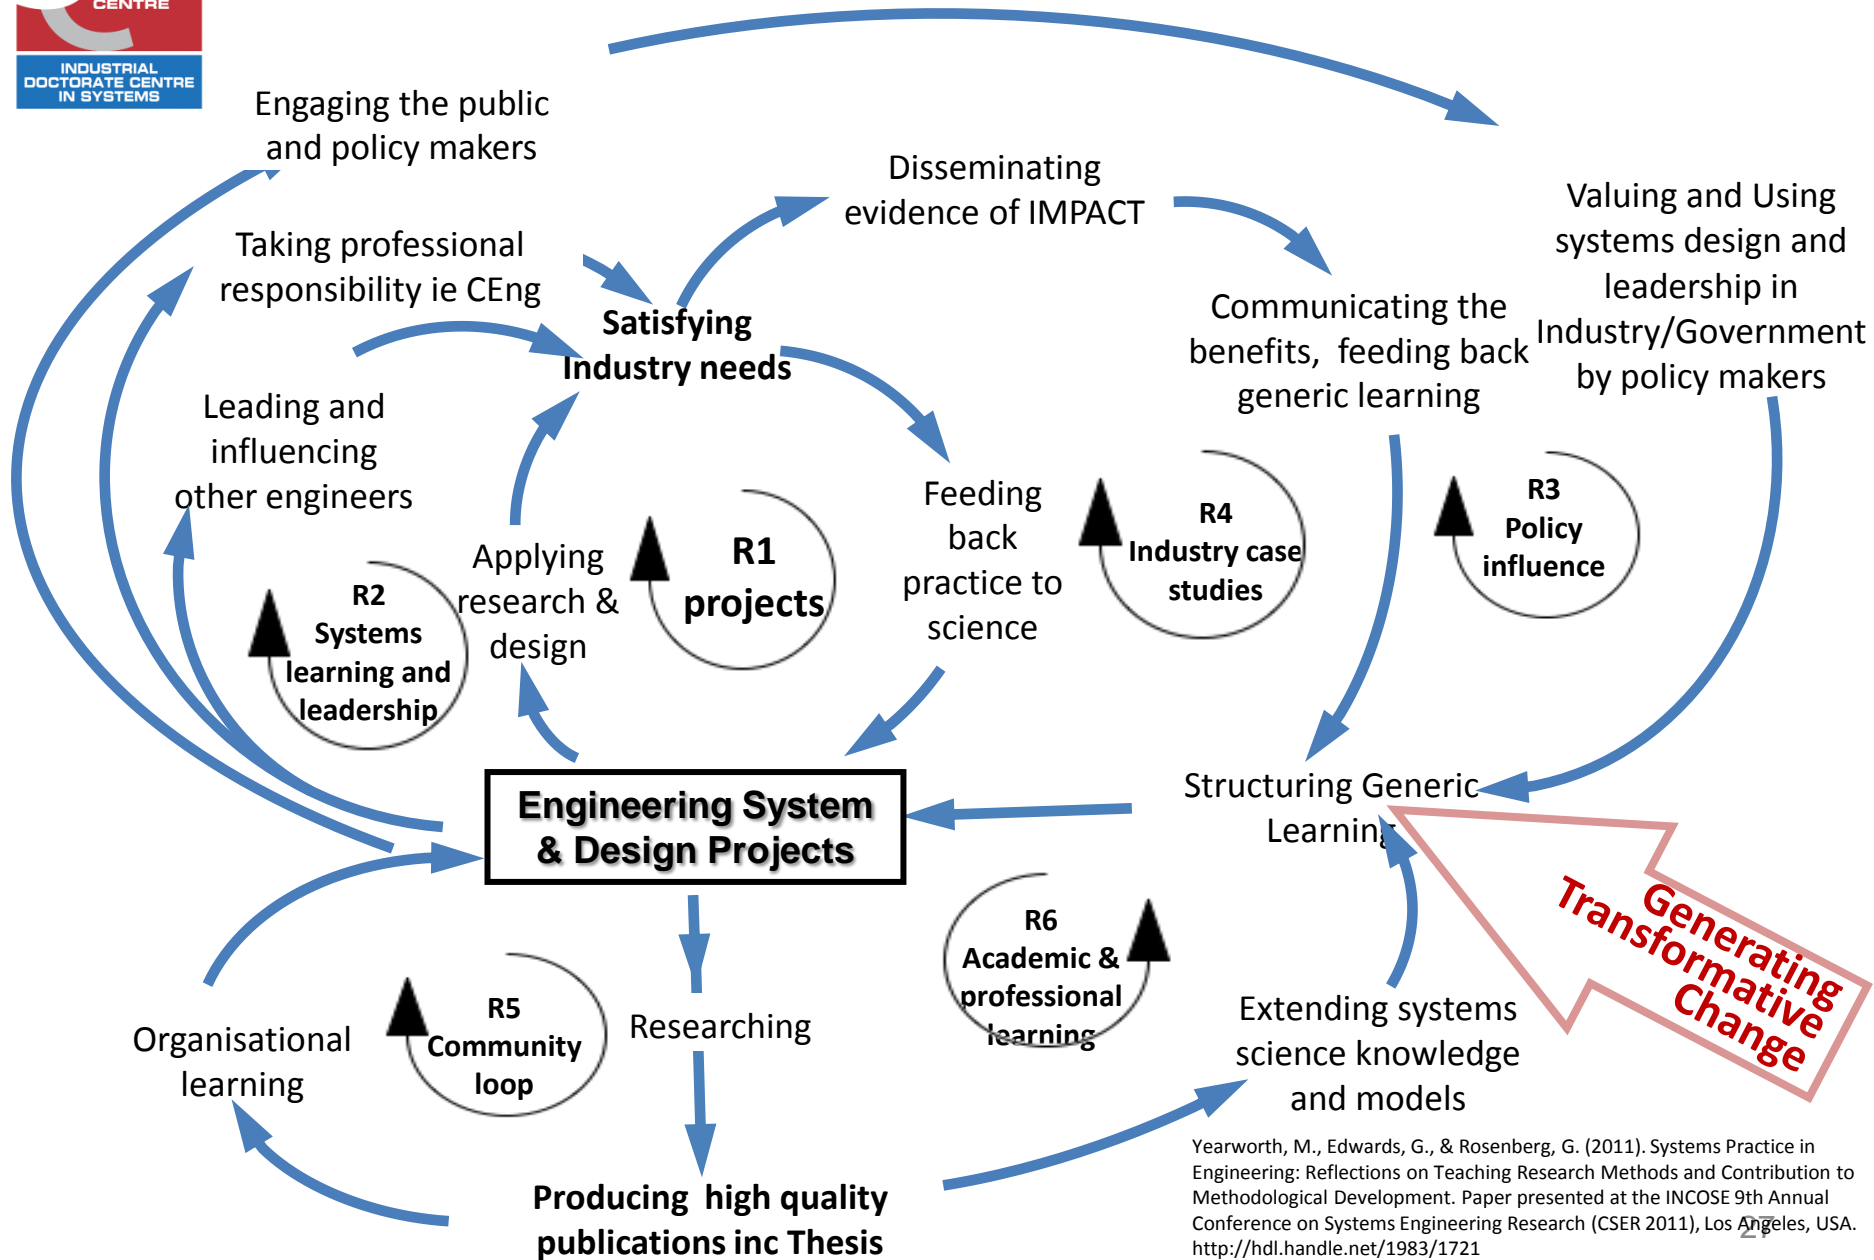 CENTRE
INDUSTRIAL
DOCTORATE CENTRE
IN SYSTEMS
Engaging the public
and policy makers
Disseminating
evidence of IMPACT
Valuing and Using
systems design and
leadership in
Industry/Government
by policy makers
Taking professional
responsibility ie CEng
Satisfying
Industry needs
Communicating the
benefits, feeding back
generic learning
Leading and
influencing
other engineers
Feeding
back
practice to
science
R4
Industry case
studies
R3
Policy
influence
Applying
research &
design
R1
projects
R2
Systems
learning and
leadership
Engineering System
& Design Projects
Structuring Generic
Learning
Generating
Transformative
Change
R6
Academic &
professional
learning
R5
Community
loop
Researching
Organisational
learning
Extending systems
science knowledge
and models
Producing high quality
publications inc Thesis
Yearworth, M., Edwards, G., & Rosenberg, G. (2011). Systems Practice in
Engineering: Reflections on Teaching Research Methods and Contribution to
Methodological Development. Paper presented at the INCOSE 9th Annual
Conference on Systems Engineering Research (CSER 2011), Los Angeles, USA.
http://hdl.handle.net/1983/1721
27